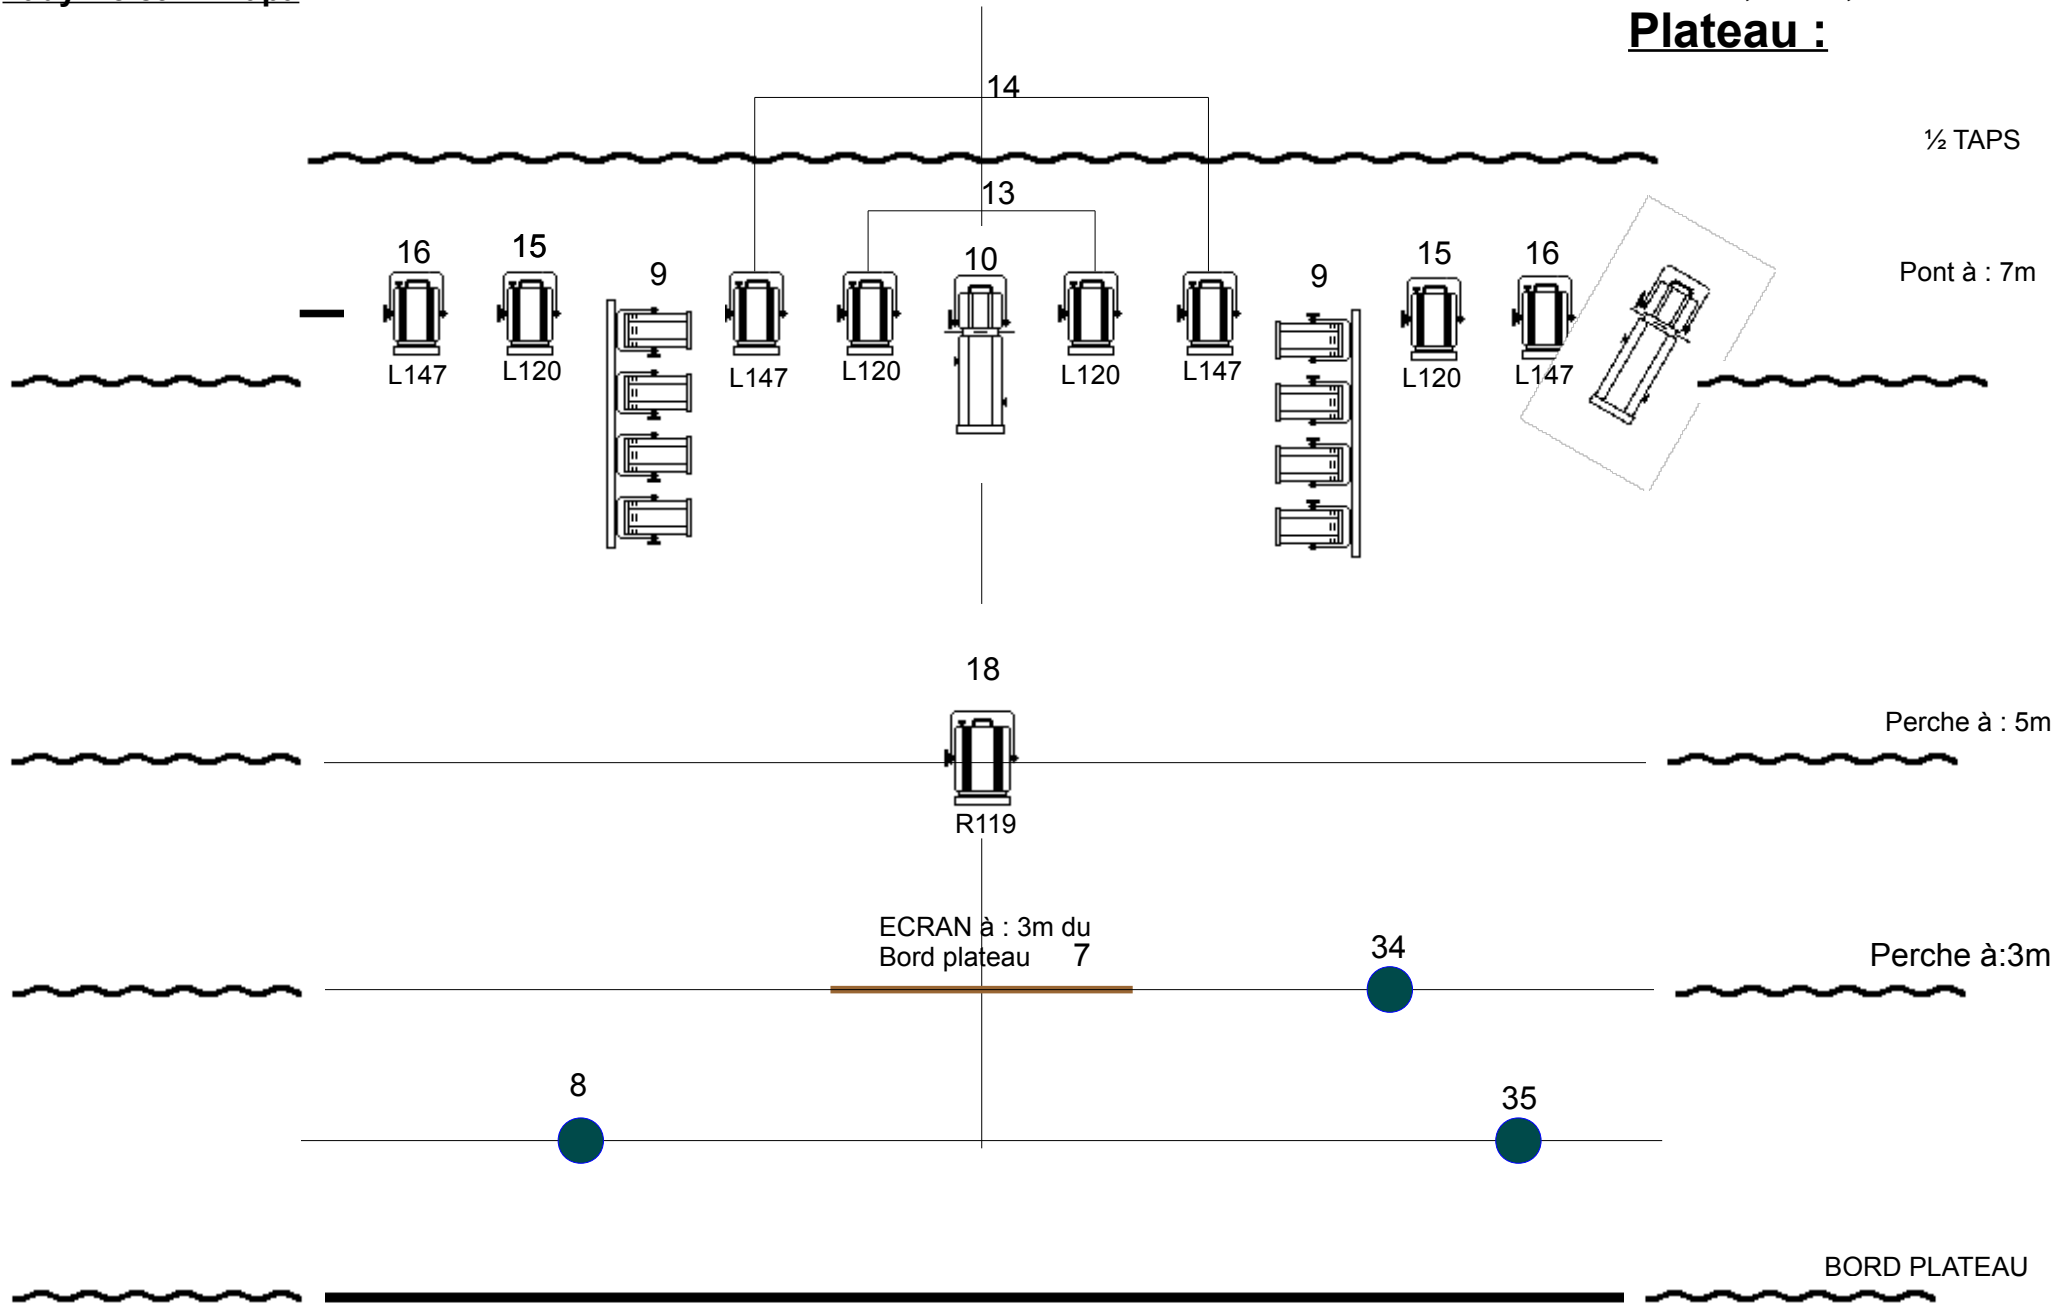 Plateau :
14
½ TAPS
13
16
15
9
10
9
15
16
Pont à : 7m
L147
L120
L147
L120
L120
L147
L120
L147
18
Perche à : 5m
R119
ECRAN à : 3m du
Bord plateau 7
34
Perche à:3m
8
35
BORD PLATEAU